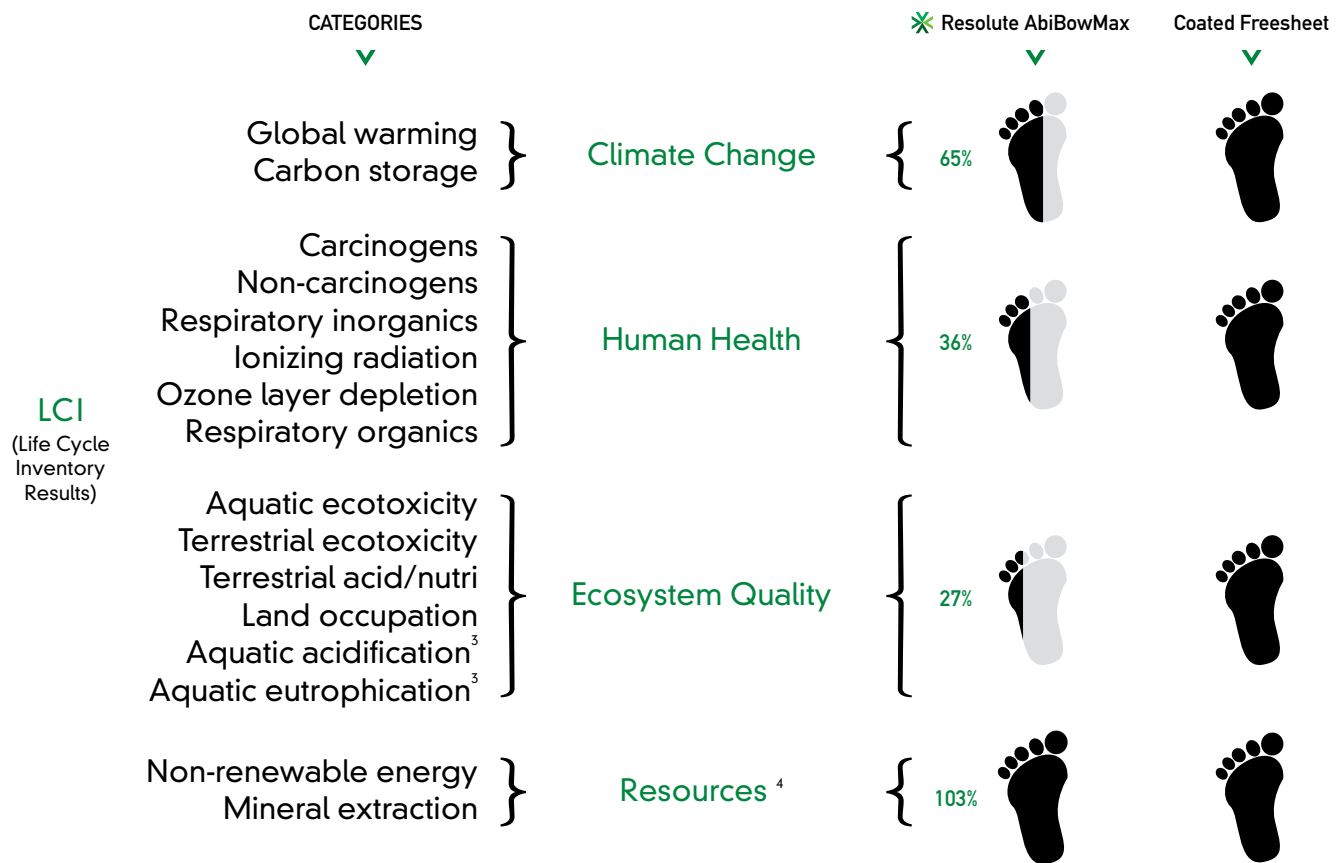 CATEGORIES
Resolute AbiBowMax
Coated Freesheet
LCI
(Life Cycle
Inventory
Results)
Global warming
Carbon storage
Climate Change
65%
Carcinogens
Non-carcinogens
Respiratory inorganics
Ionizing radiation
Ozone layer depletion
Respiratory organics
Human Health
36%
Aquatic ecotoxicity
Terrestrial ecotoxicity
Terrestrial acid/nutri
Land occupation
Aquatic acidification³
Aquatic eutrophication³
Ecosystem Quality
27%
Non-renewable energy
Mineral extraction
Resources ⁴
103%